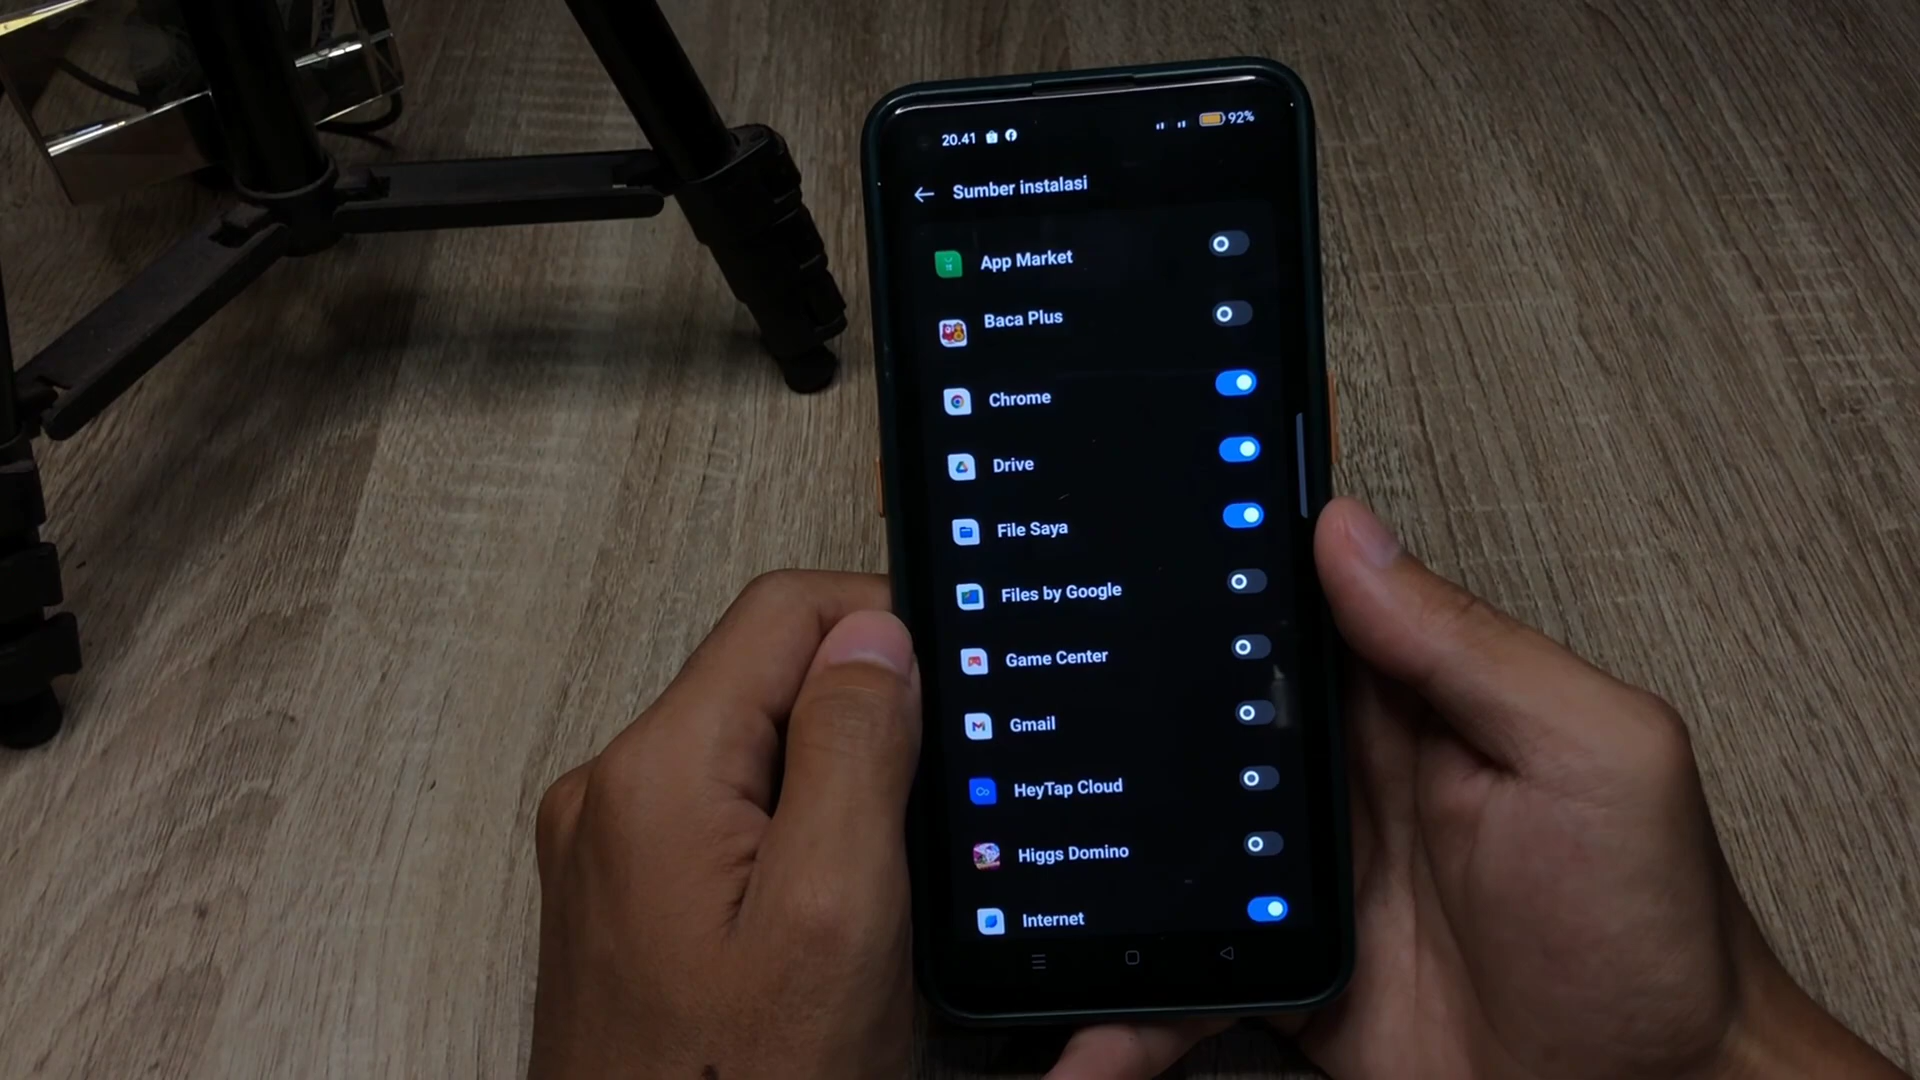 20.41 92%
Sumber instalasi
App Market
Baca Plus
Chrome
Drive
File Saya
Files by Google
Game Center
Gmail
HeyTap Cloud
Higgs Domino
Internet